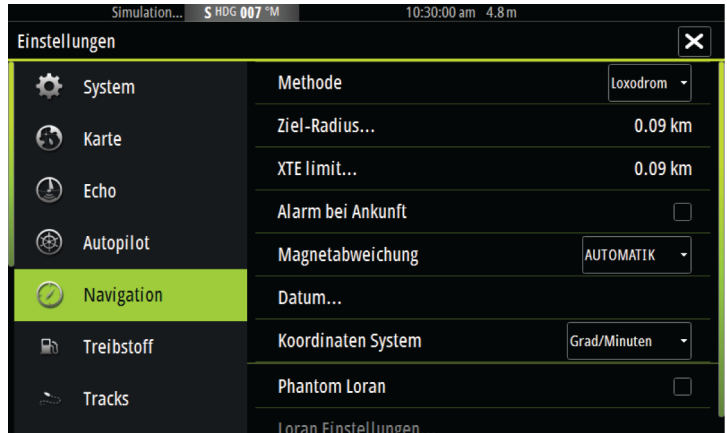 Simulation... S HDG 007 °M 10:30:00 am 4.8 m
Einstellungen
System
Karte
Echo
Autopilot
Navigation
Treibstoff
Tracks
Methode Loxodrom
Ziel-Radius... 0.09 km
XTE limit... 0.09 km
Alarm bei Ankunft
Magnetabweichung AUTOMATIK
Datum...
Koordinaten System Grad/Minuten
Phantom Loran
Loran Einstellungen